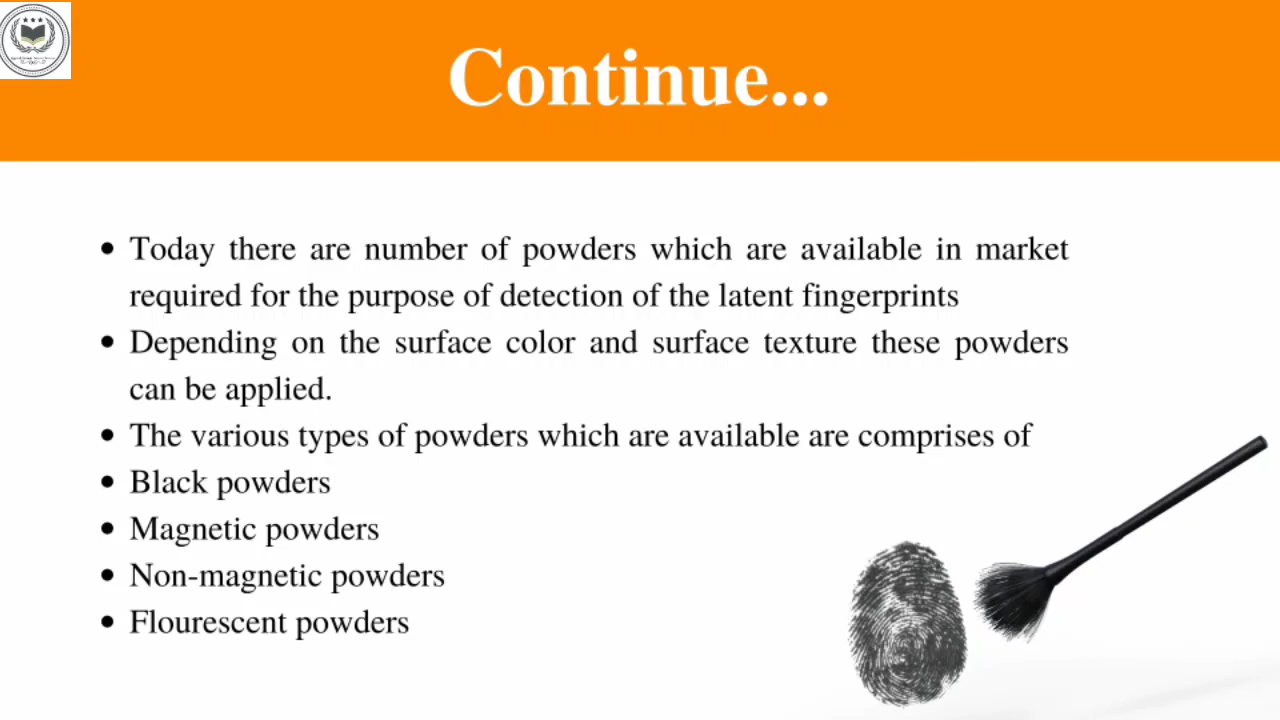 Continue...
• Today there are number of powders which are available in market
required for the purpose of detection of the latent fingerprints
• Depending on the surface color and surface texture these powders
can be applied.
• The various types of powders which are available are comprises of
• Black powders
• Magnetic powders
• Non-magnetic powders
• Flourescent powders